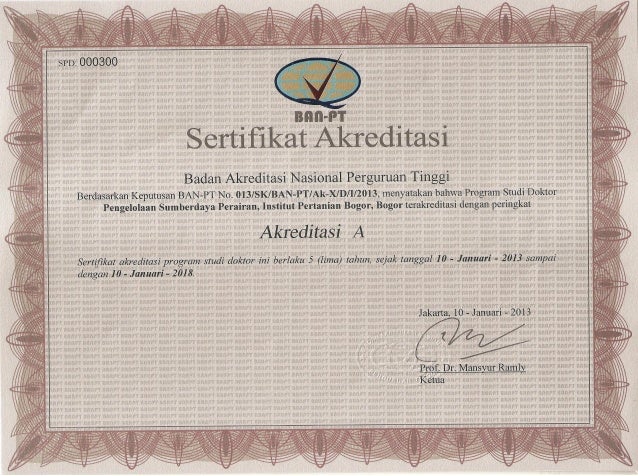 SPD: 000300
BAN-PT
Sertifikat Akreditasi
Badan Akreditasi Nasional Perguruan Tinggi
Berdasarkan Keputusan BAN-PT No. 013/SK/BAN-PT/Ak-X/D/I/2013, menyatakan bahwa Program Studi Doktor
Pengelolaan Sumberdaya Perairan, Institut Pertanian Bogor, Bogor terakreditasi dengan peringkat
Akreditasi A
Sertifikat akreditasi program studi doktor ini berlaku 5 (lima) tahun, sejak tanggal 10 - Januari - 2013 sampai
dengan 10 - Januari - 2018.
Jakarta, 10 - Januari - 2013
Prof. Dr. Mansyur Ramly
Ketua